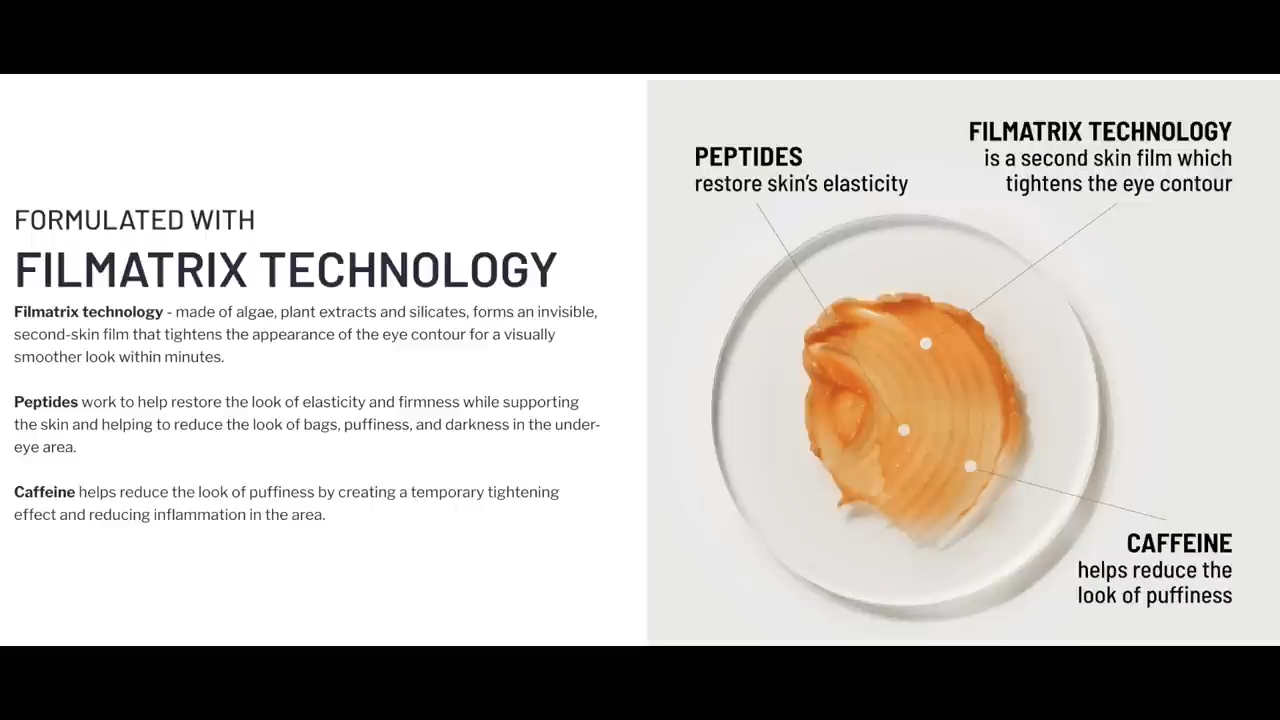 FORMULATED WITH
FILMATRIX TECHNOLOGY
Filmatrix technology - made of algae, plant extracts and silicates, forms an invisible,
second-skin film that tightens the appearance of the eye contour for a visually
smoother look within minutes.
Peptides work to help restore the look of elasticity and firmness while supporting
the skin and helping to reduce the look of bags, puffiness, and darkness in the under-
eye area.
Caffeine helps reduce the look of puffiness by creating a temporary tightening
effect and reducing inflammation in the area.
PEPTIDES
restore skin’s elasticity
FILMATRIX TECHNOLOGY
is a second skin film which
tightens the eye contour
CAFFEINE
helps reduce the
look of puffiness